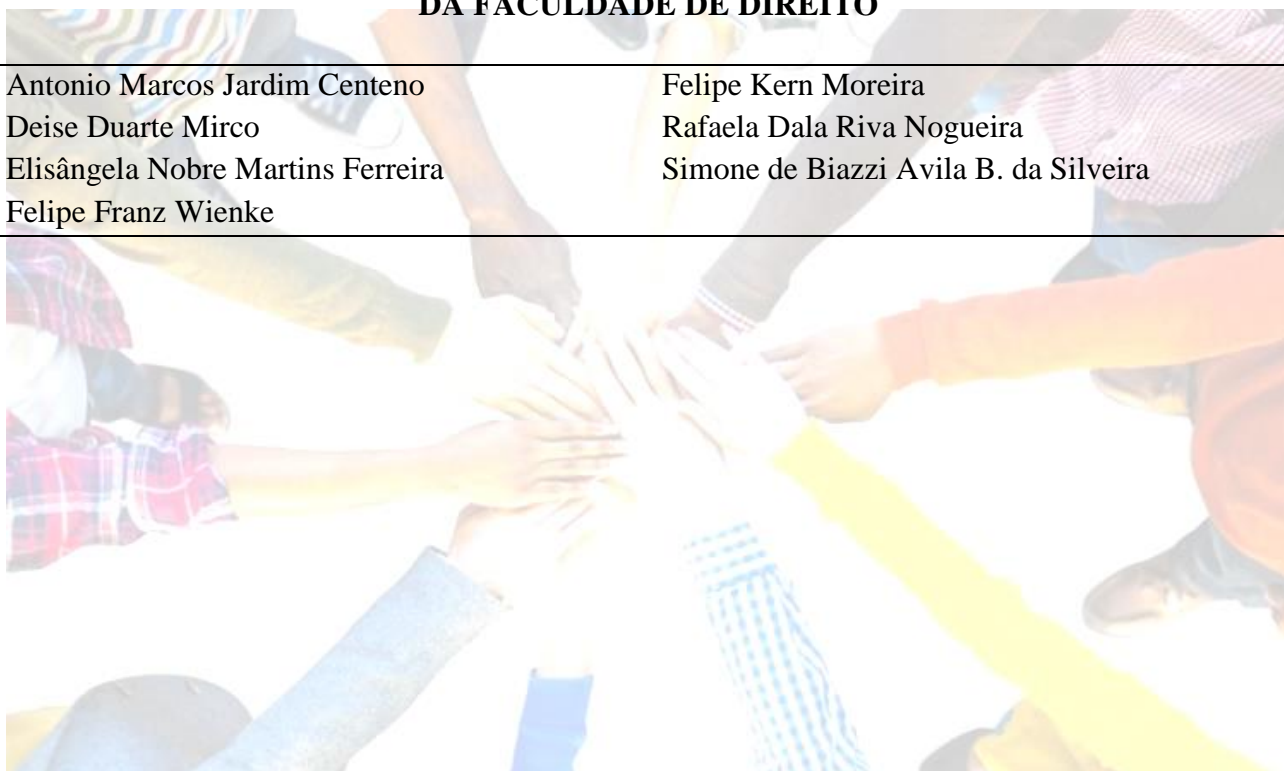 DA FACULDADE DE DIREITO
Antonio Marcos Jardim Centeno
Deise Duarte Mirco
Elisângela Nobre Martins Ferreira
Felipe Franz Wienke
Felipe Kern Moreira
Rafaela Dala Riva Nogueira
Simone de Biazzi Avila B. da Silveira